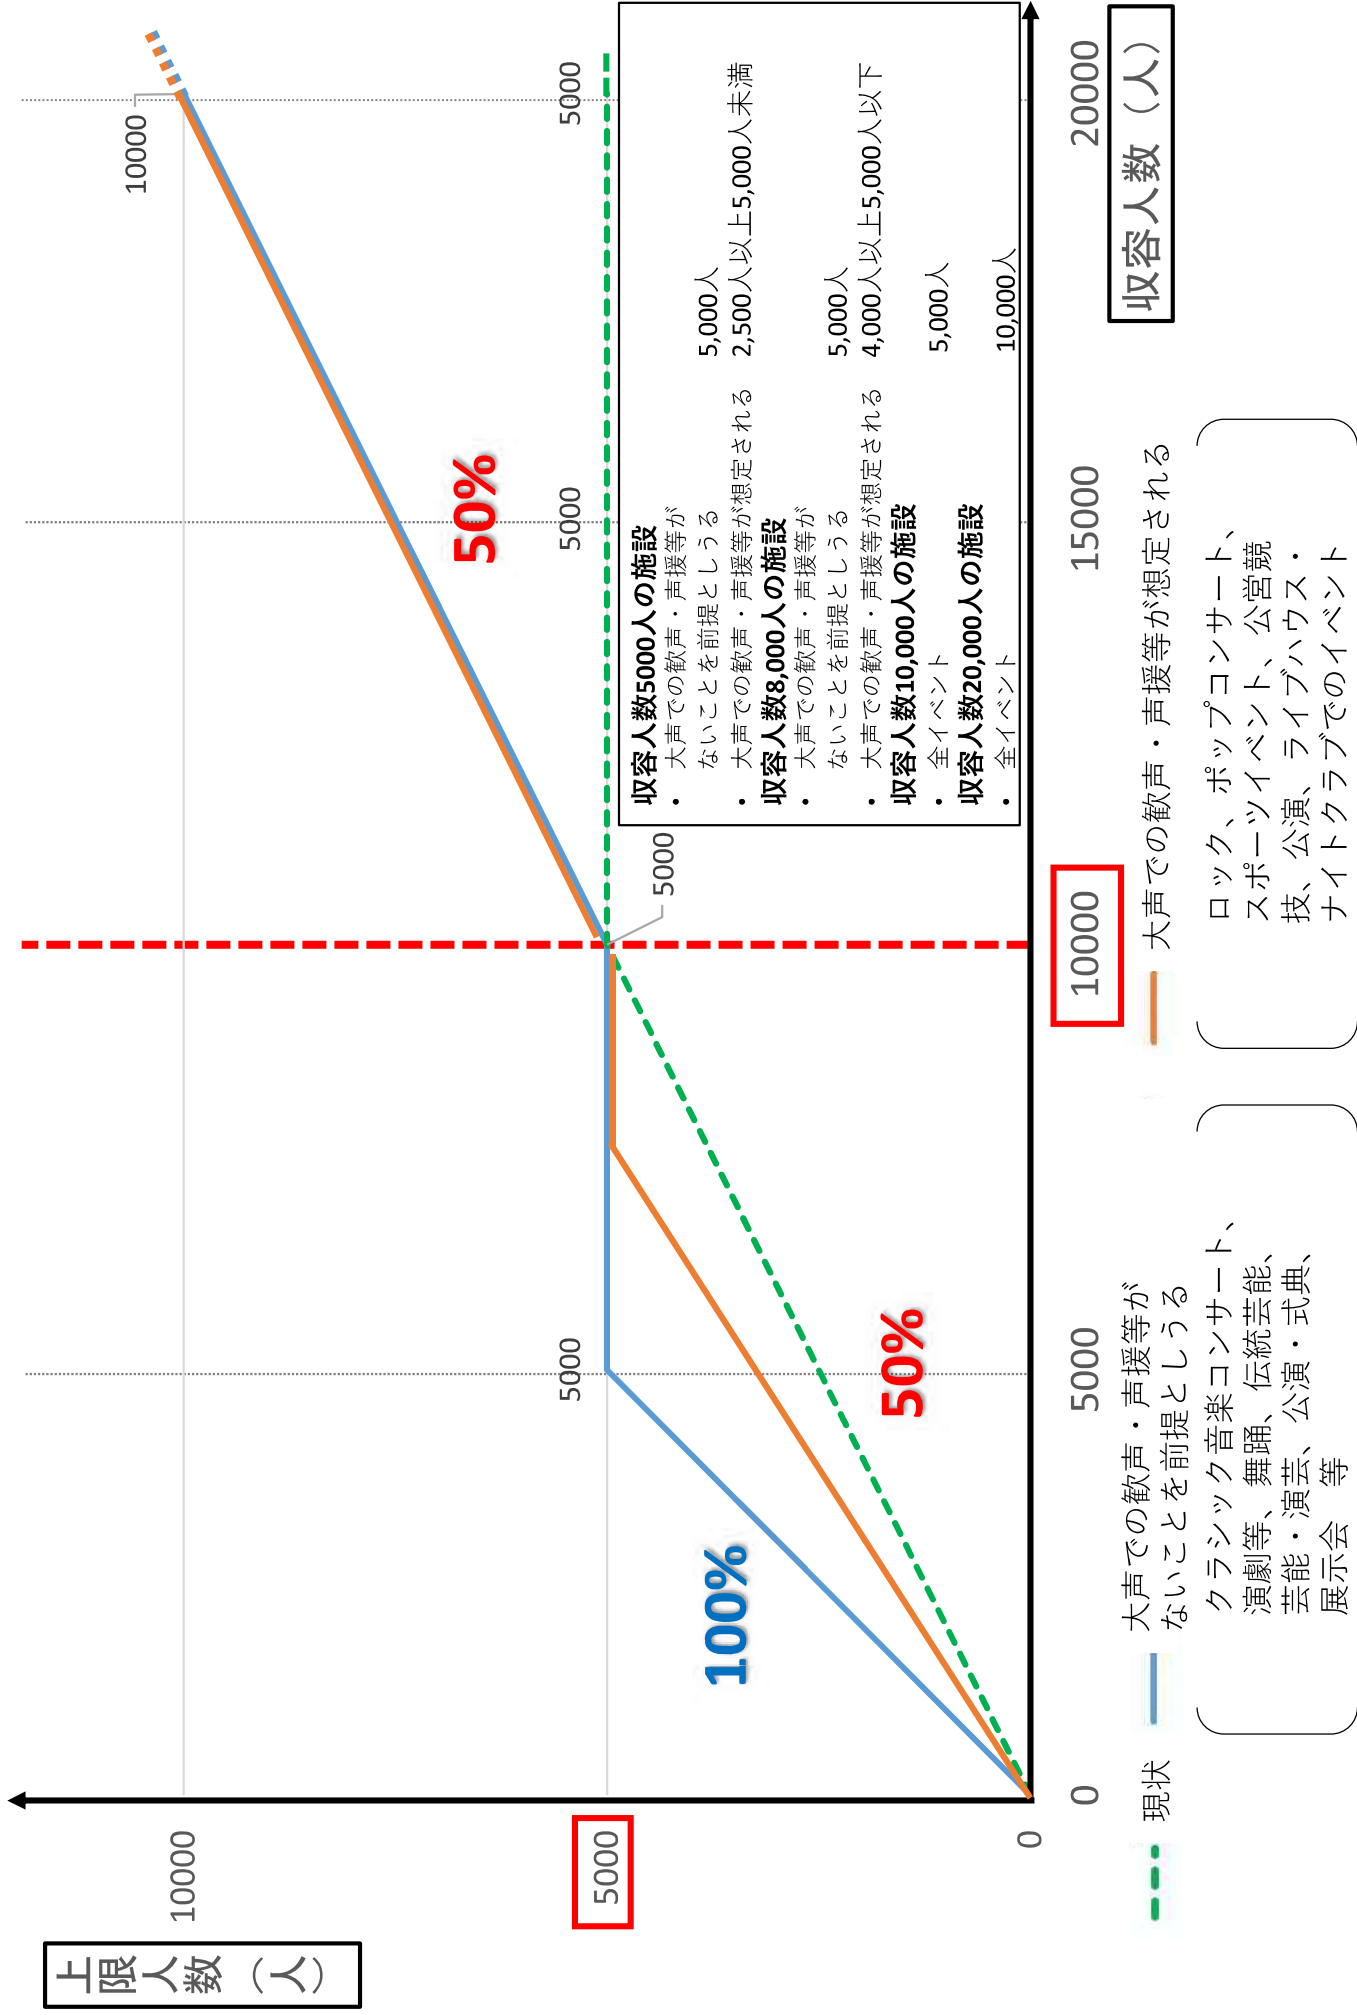 上限人数（人）
10000
5000
0
10000
5000
5000
5000
5000
100%
50%
50%
収容人数5000人の施設
・ 大声での歓声・声援等が
ないことを前提としうる 5,000人
・ 大声での歓声・声援等が想定される 2,500人以上5,000人未満
収容人数8,000人の施設
・ 大声での歓声・声援等が
ないことを前提としうる 5,000人
・ 大声での歓声・声援等が想定される 4,000人以上5,000人以下
収容人数10,000人の施設
・ 全イベント 5,000人
収容人数20,000人の施設
・ 全イベント 10,000人
0
5000
10000
15000
20000
収容人数（人）
現状
大声での歓声・声援等が
ないことを前提としうる
クラシック音楽コンサート、
演劇等、舞踊、伝統芸能、
芸能・演芸、公演・式典、
展示会 等
大声での歓声・声援等が想定される
ロック、ポップコンサート、
スポーツイベント、公営競
技、公演、ライブハウス・
ナイトクラブでのイベント